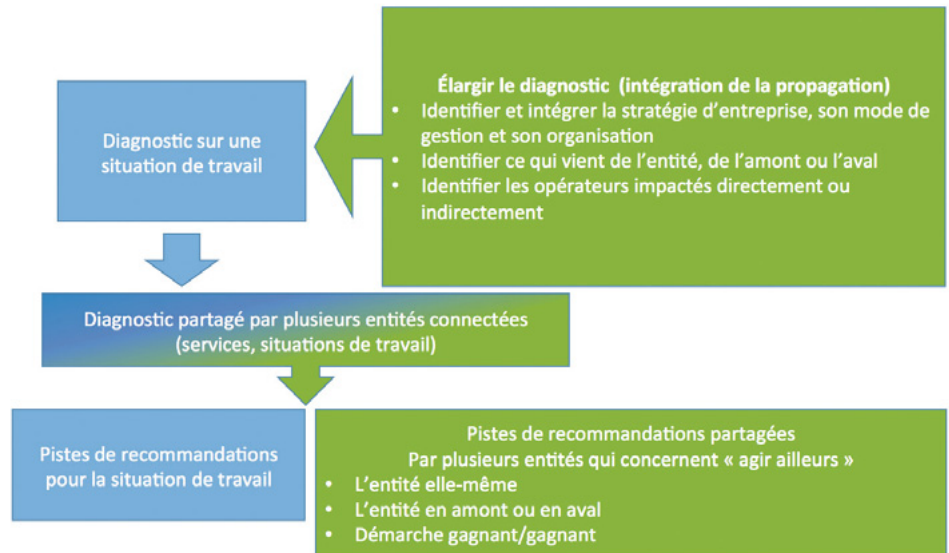 Diagnostic sur une
situation de travail
Élargir le diagnostic (intégration de la propagation)
• Identifier et intégrer la stratégie d’entreprise, son mode de
gestion et son organisation
• Identifier ce qui vient de l’entité, de l’amont ou l’aval
• Identifier les opérateurs impactés directement ou
indirectement
Diagnostic partagé par plusieurs entités connectées
(services, situations de travail)
Pistes de recommandations
pour la situation de travail
Pistes de recommandations partagées
Par plusieurs entités qui concernent « agir ailleurs »
• L’entité elle-même
• L’entité en amont ou en aval
• Démarche gagnant/gagnant